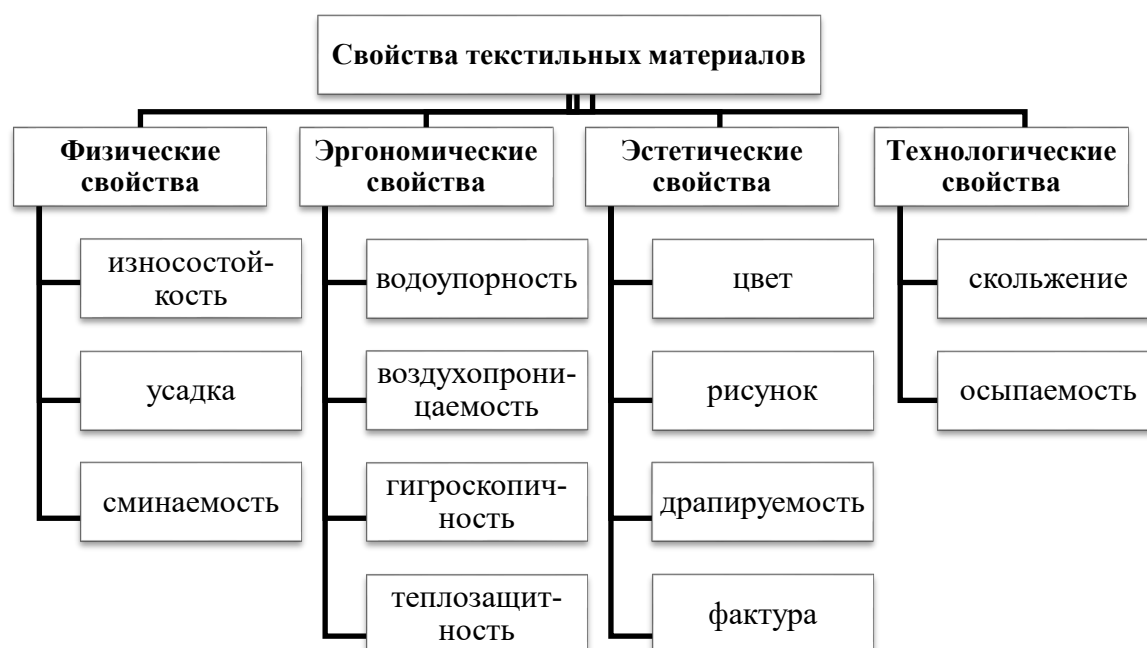 Свойства текстильных материалов
Физические
свойства
износостой-
кость
усадка
сминаемость
Эргономические
свойства
водоупорность
воздухопрони-
цаемость
гигроскопич-
ность
теплозащит-
ность
Эстетические
свойства
цвет
рисунок
драпируемость
фактура
Технологические
свойства
скольжение
осыпаемость